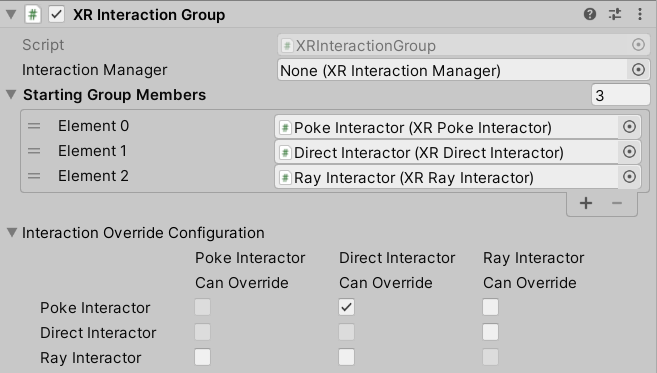 XR Interaction Group
Script XRInteractionGroup
Interaction Manager None (XR Interaction Manager)
Starting Group Members 3
Element 0 Poke Interactor (XR Poke Interactor)
Element 1 Direct Interactor (XR Direct Interactor)
Element 2 Ray Interactor (XR Ray Interactor)
Interaction Override Configuration
Poke Interactor Direct Interactor Ray Interactor
Can Override Can Override Can Override
Poke Interactor
Direct Interactor
Ray Interactor